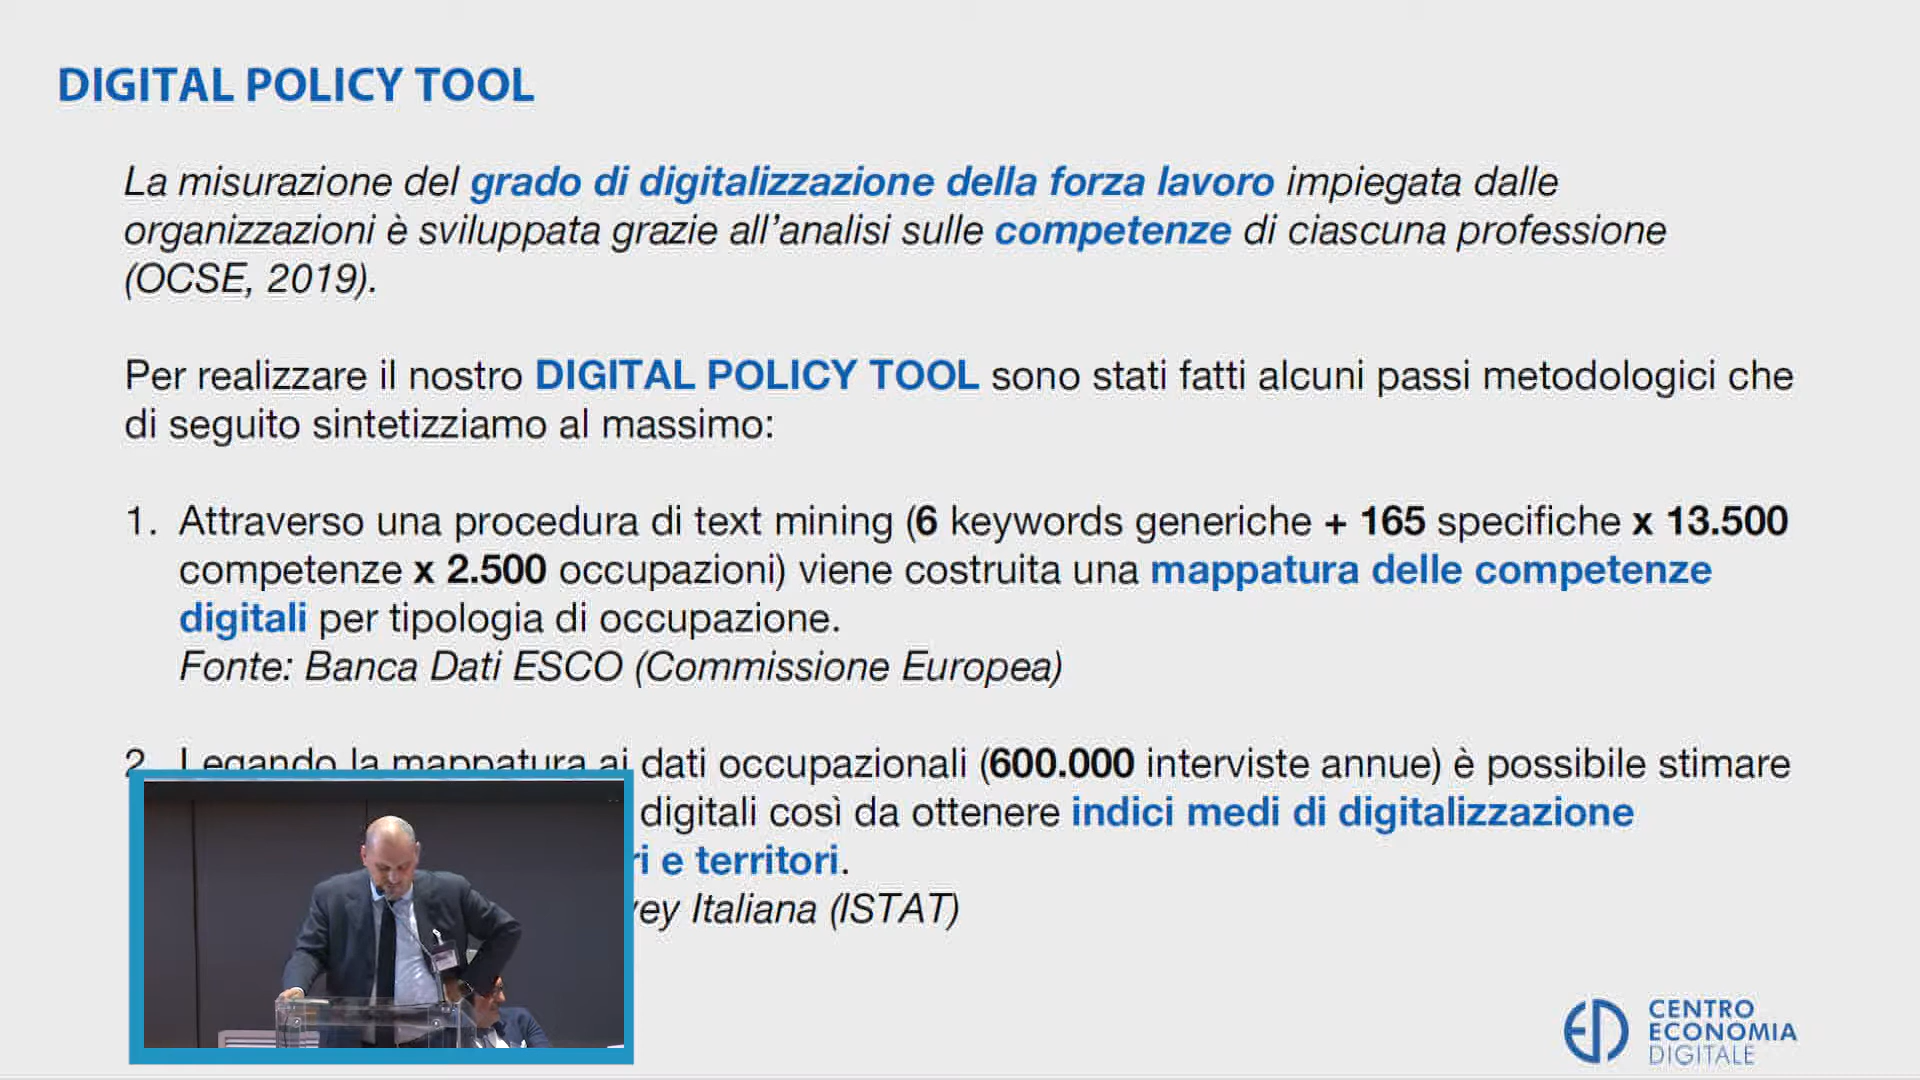 DIGITAL POLICY TOOL
La misurazione del grado di digitalizzazione della forza lavoro impiegata dalle
organizzazioni è sviluppata grazie all’analisi sulle competenze di ciascuna professione
(OCSE, 2019).
Per realizzare il nostro DIGITAL POLICY TOOL sono stati fatti alcuni passi metodologici che
di seguito sintetizziamo al massimo:
1. Attraverso una procedura di text mining (6 keywords generiche + 165 specifiche x 13.500
competenze x 2.500 occupazioni) viene costruita una mappatura delle competenze
digitali per tipologia di occupazione.
Fonte: Banca Dati ESCO (Commissione Europea)
2. Legando la mappatura ai dati occupazionali (600.000 interviste annue) è possibile stimare
digitali così da ottenere indici medi di digitalizzazione
e territori.
Italiana (ISTAT)
CENTRO
ECONOMIA
DIGITALE